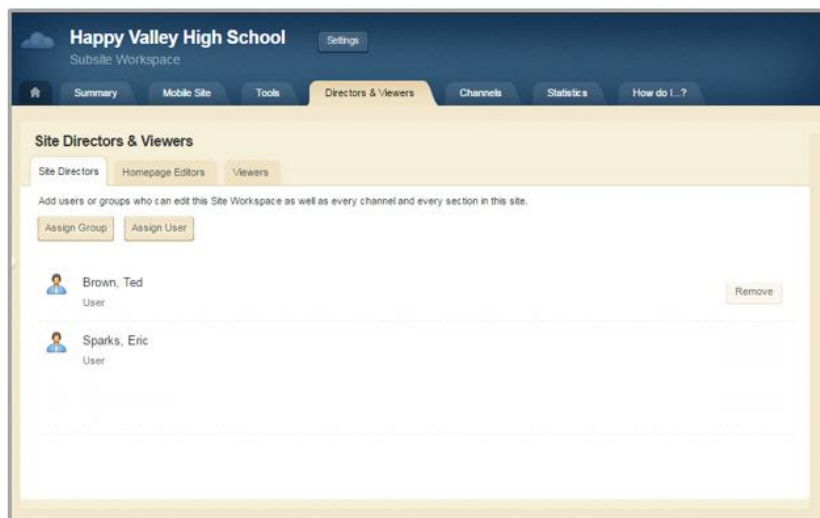 Happy Valley High School
Settings
Subsite Workspace
Summary
Mobile Site
Tools
Directors & Viewers
Channels
Statistics
How do I...?
Site Directors & Viewers
Site Directors
Homepage Editors
Viewers
Add users or groups who can edit this Site Workspace as well as every channel and every section in this site.
Assign Group
Assign User
Brown, Ted
User
Remove
Sparks, Eric
User